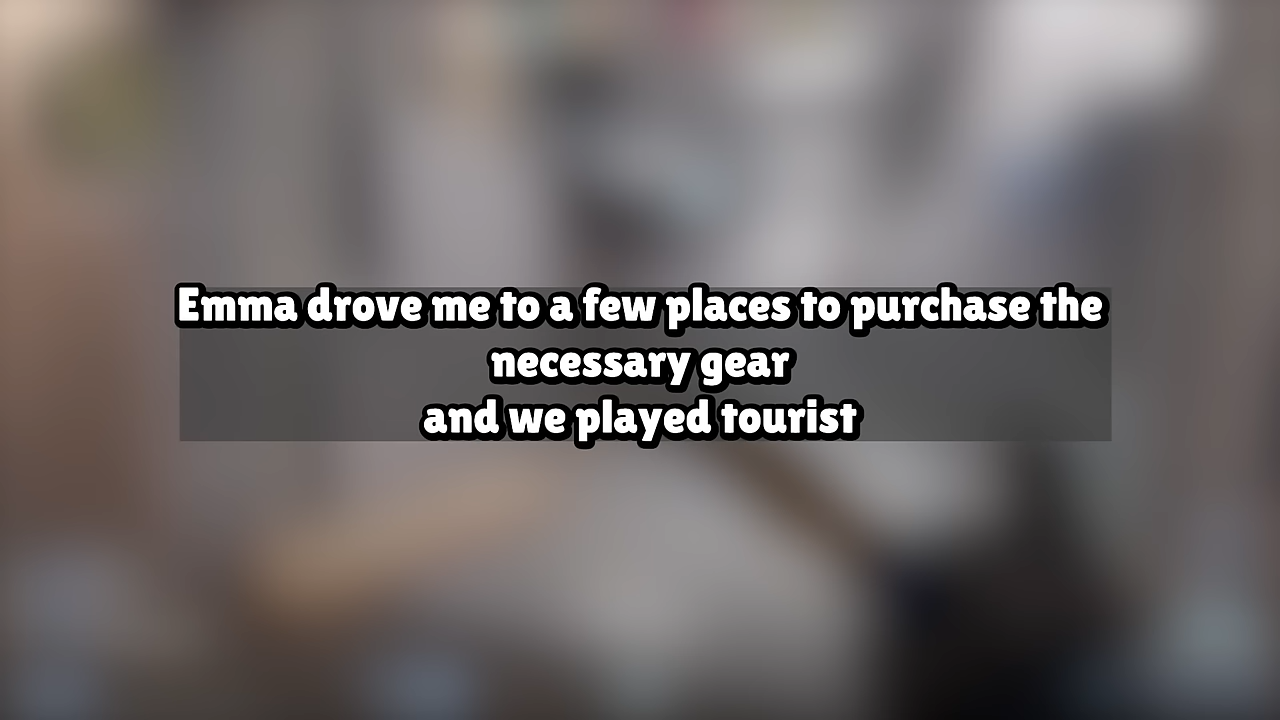 Emma drove me to a few places to purchase the
necessary gear
and we played tourist